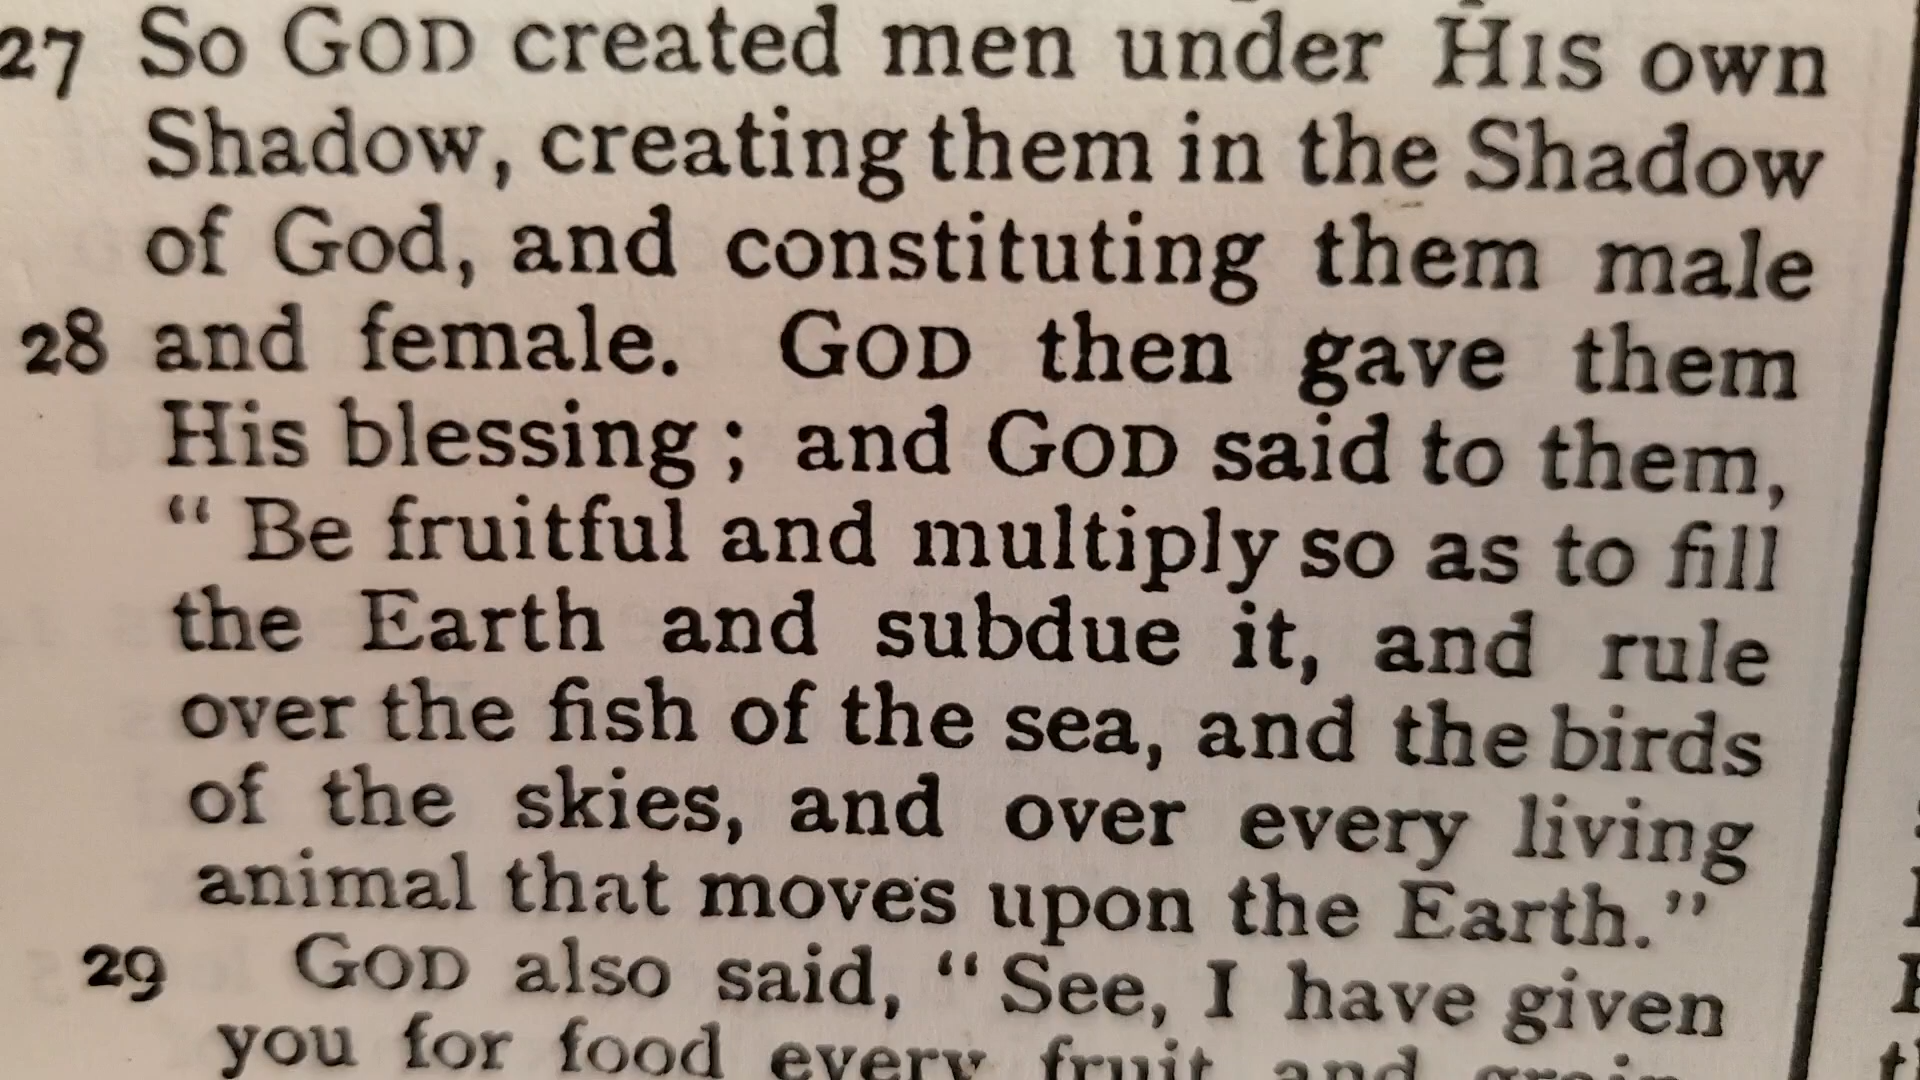 27 So GOD created men under HIS own
Shadow, creating them in the Shadow
of God, and constituting them male
28 and female. GOD then gave them
His blessing; and GOD said to them,
“ Be fruitful and multiply so as to fill
the Earth and subdue it, and rule
over the fish of the sea, and the birds
of the skies, and over every living
animal that moves upon the Earth.”
29 GOD also said, “See, I have given
you for food every fruit and grain